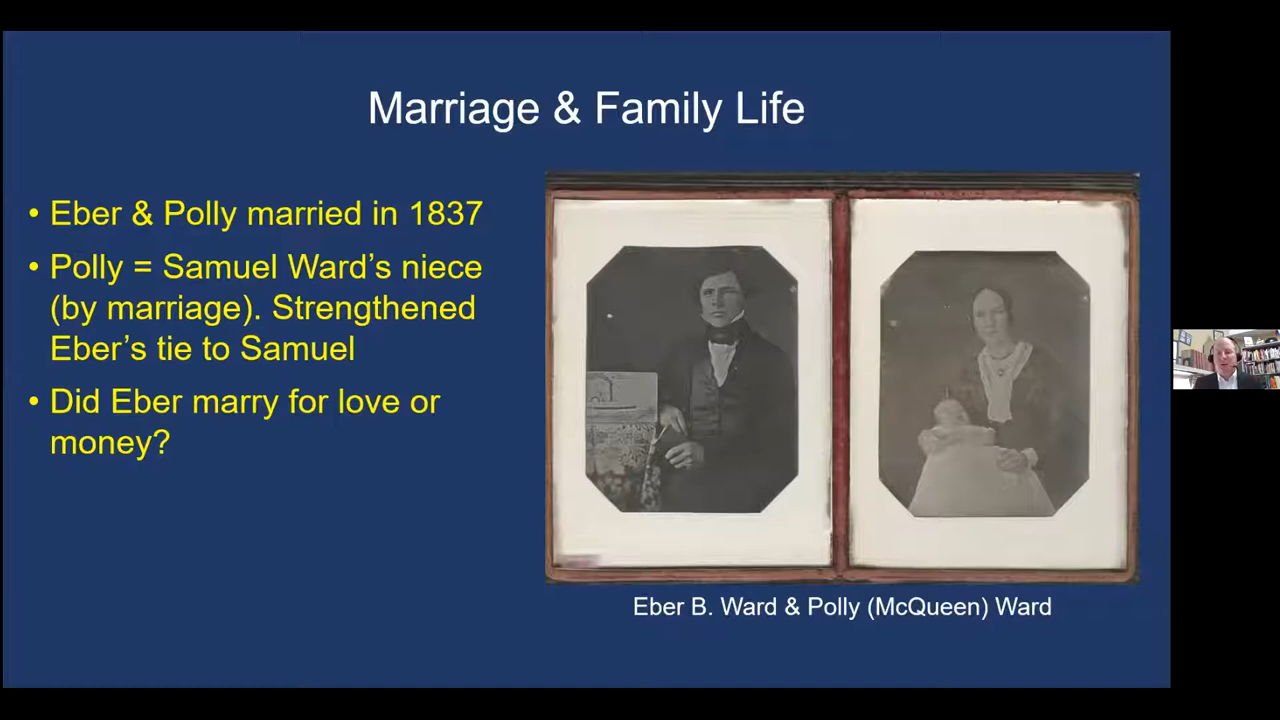 Marriage & Family Life
• Eber & Polly married in 1837
• Polly = Samuel Ward’s niece
(by marriage). Strengthened
Eber’s tie to Samuel
• Did Eber marry for love or
money?
Eber B. Ward & Polly (McQueen) Ward